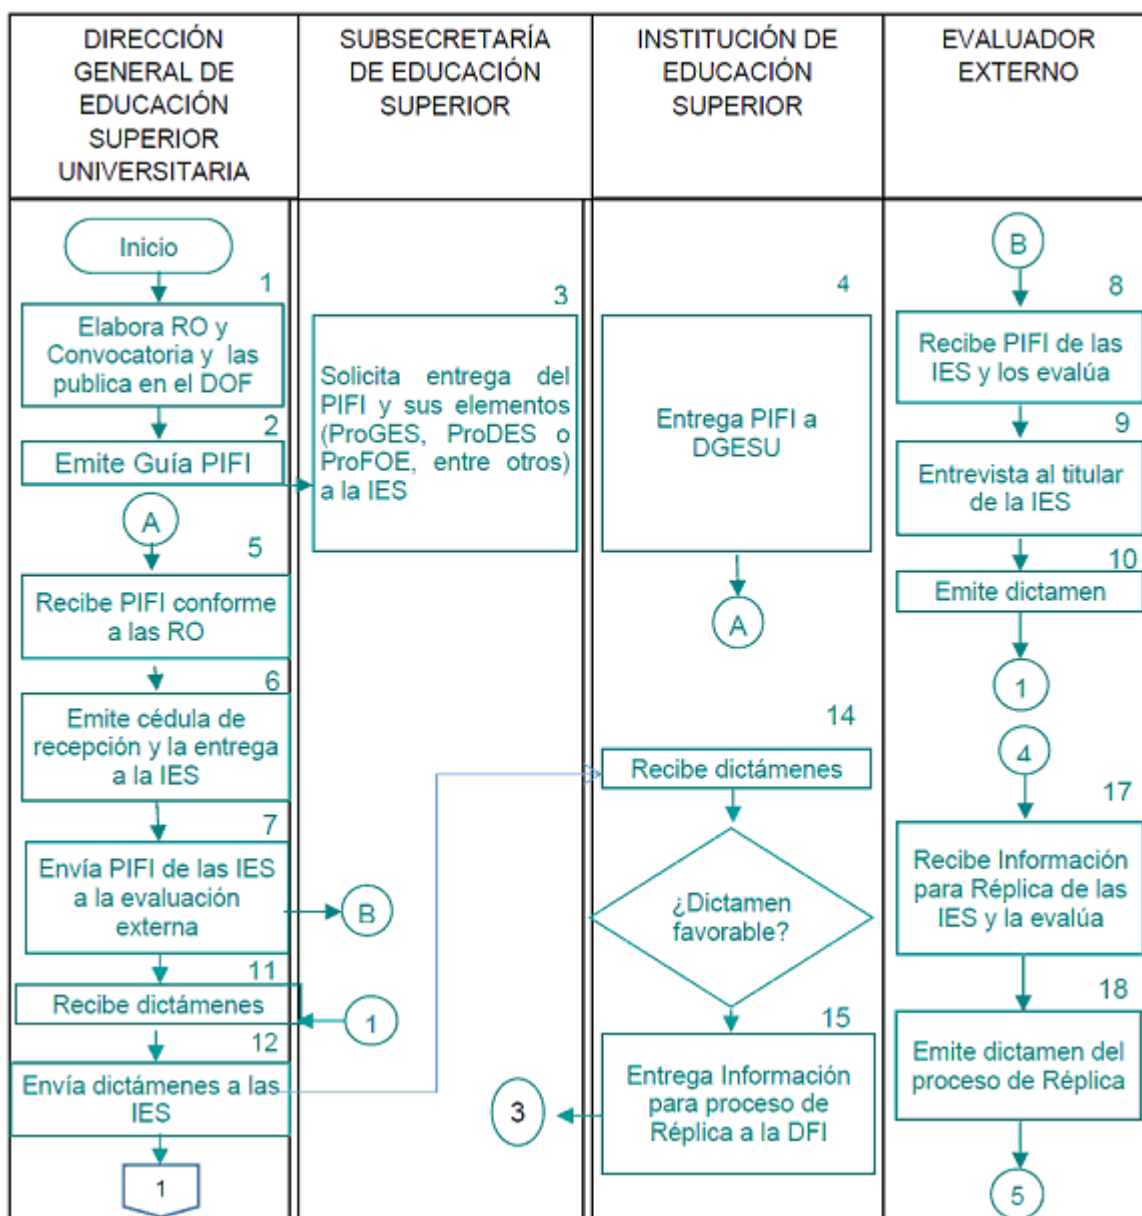 DIRECCIÓN
GENERAL DE
EDUCACIÓN
SUPERIOR
UNIVERSITARIA
SUBSECRETARÍA
DE EDUCACIÓN
SUPERIOR
INSTITUCIÓN DE
EDUCACIÓN
SUPERIOR
EVALUADOR
EXTERNO
Inicio
1
Elabora RO y
Convocatoria y las
publica en el DOF
2
Emite Guía PIFI
A
5
Recibe PIFI conforme
a las RO
6
Emite cédula de
recepción y la entrega
a la IES
7
Envía PIFI de las IES
a la evaluación
externa
11
Recibe dictámenes
12
Envía dictámenes a las
IES
1
3
Solicita entrega del
PIFI y sus elementos
(ProGES, ProDES o
ProFOE, entre otros)
a la IES
B
1
3
4
Entrega PIFI a
DGESU
A
14
Recibe dictámenes
¿Dictamen
favorable?
15
Entrega Información
para proceso de
Réplica a la DFI
B
8
Recibe PIFI de las
IES y los evalúa
9
Entrevista al titular
de la IES
10
Emite dictamen
1
4
17
Recibe Información
para Réplica de las
IES y la evalúa
18
Emite dictamen del
proceso de Réplica
5